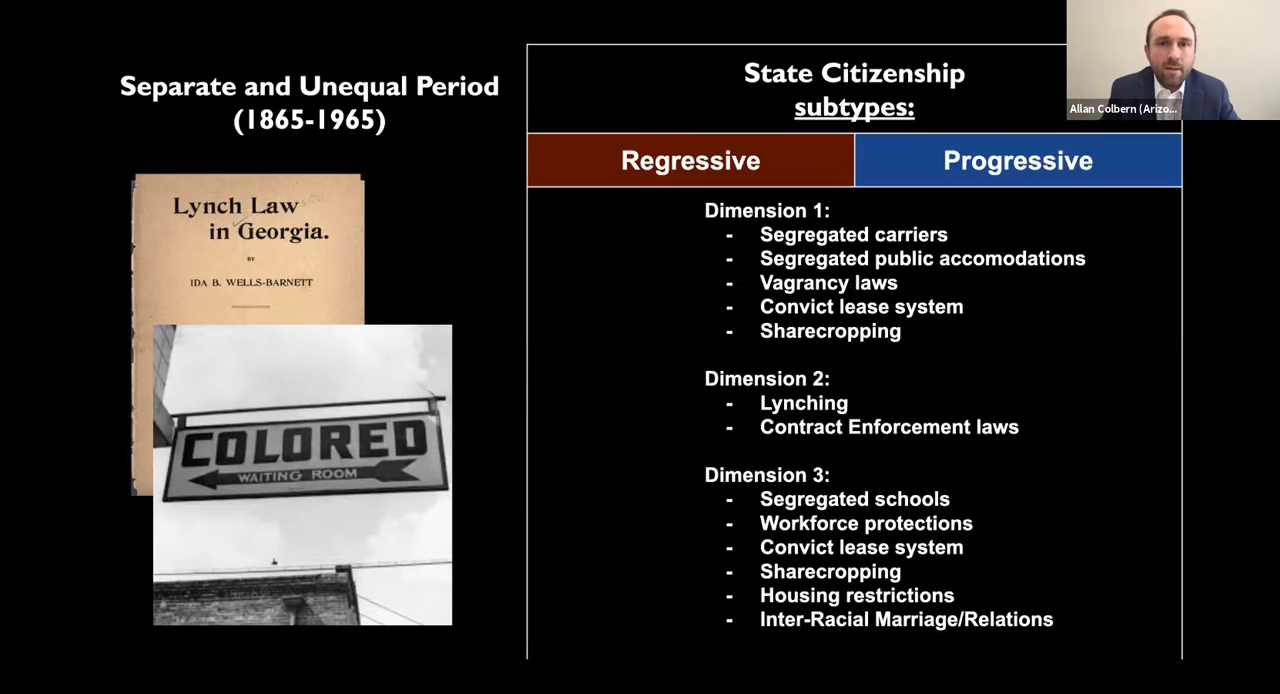 Separate and Unequal Period
(1865-1965)
Lynch Law
in Georgia.
BY
IDA B. WELLS-BARNETT
COLORED
WAITING ROOM
State Citizenship
subtypes:
Regressive
Progressive
Dimension 1:
- Segregated carriers
- Segregated public accomodations
- Vagrancy laws
- Convict lease system
- Sharecropping
Dimension 2:
- Lynching
- Contract Enforcement laws
Dimension 3:
- Segregated schools
- Workforce protections
- Convict lease system
- Sharecropping
- Housing restrictions
- Inter-Racial Marriage/Relations
Allan Colbern (Arizo...